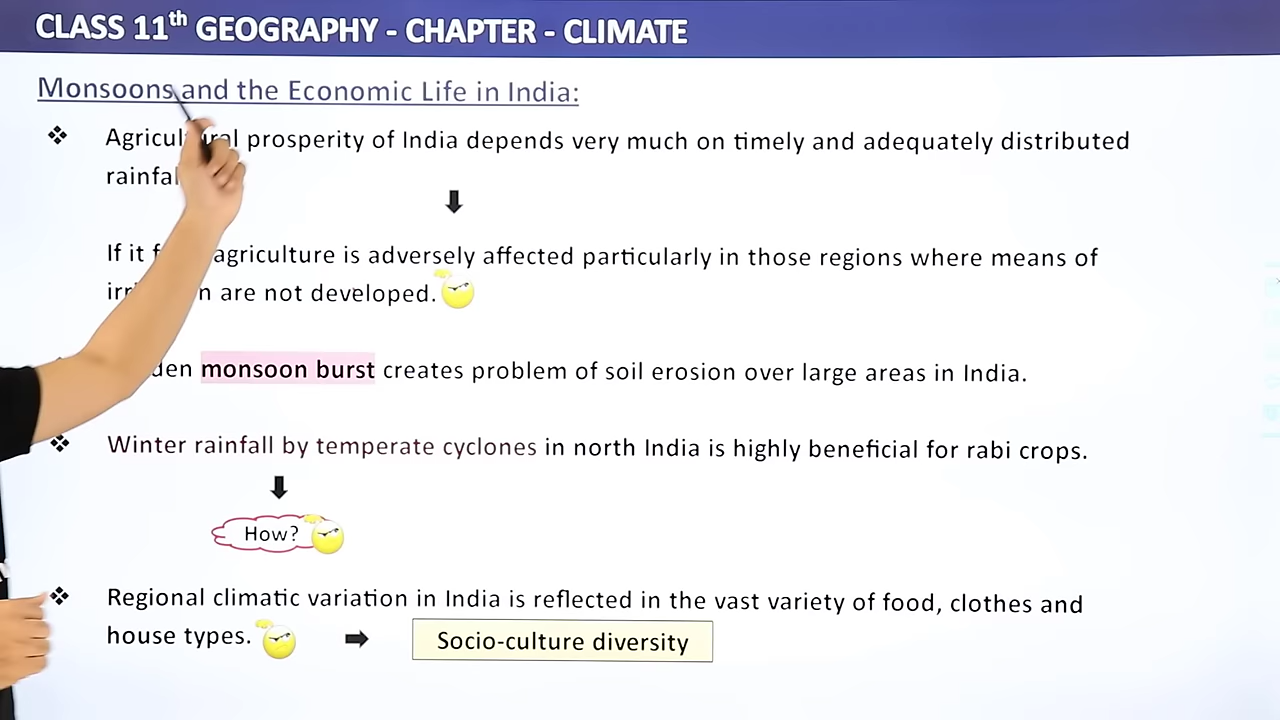 CLASS 11th GEOGRAPHY - CHAPTER - CLIMATE
Monsoons and the Economic Life in India:
❖ Agricultural prosperity of India depends very much on timely and adequately distributed
rainfal
If it agriculture is adversely affected particularly in those regions where means of
are not developed.
monsoon burst creates problem of soil erosion over large areas in India.
❖ Winter rainfall by temperate cyclones in north India is highly beneficial for rabi crops.
How?
❖ Regional climatic variation in India is reflected in the vast variety of food, clothes and
house types.
Socio-culture diversity